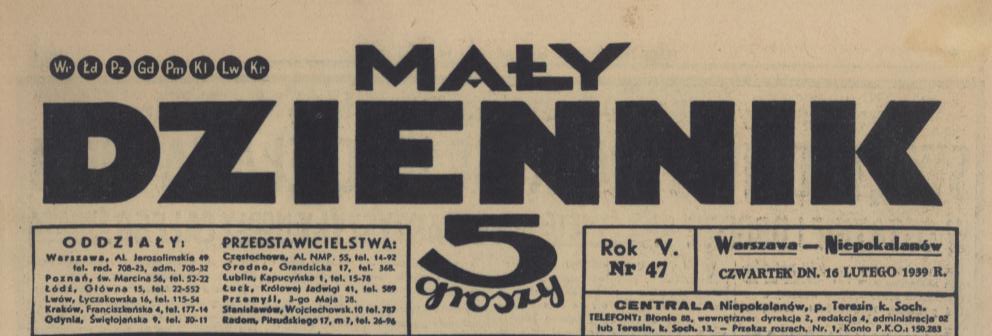 Wr Łd Pz Gd Pm Kl Lw Kr
MAŁY
DZIENNIK
5
groszy
ODDZIAŁY:
Warszawa, Al. Jerozolimskie 49
tel. red. 708-23, adm. 708-32
Poznań, św. Marcina 56, tel. 52-22
Łódź, Główna 15, tel. 22-552
Lwów, Łyczakowska 16, tel. 115-54
Kraków, Franciszkańska 4, tel. 177-14
Gdynia, Świętojańska 9, tel. 30-11
PRZEDSTAWICIELSTWA:
Częstochowa, Al. NMP. 55, tel. 14-92
Grodno, Grandzicka 17, tel. 368.
Lublin, Kapucyńska 1, tel. 15-78
Łuck, Królowej Jadwigi 41, tel. 589
Przemyśl, 3-go Maja 28.
Stanisławów, Wojciechowsk. 10 tel. 787
Radom, Piłsudskiego 17, m 7, tel. 26-96
Rok V.
Nr 47
Warszawa — Niepokalanów
CZWARTEK DN. 16 LUTEGO 1939 R.
CENTRALA Niepokalanów, p. Teresin k. Soch.
TELEFONY: Błonie 88, wewnętrzne: dyrekcja 2, redakcja 4, administracja 82
lub Teresin, k. Soch. 13. — Przekaz rozrach. Nr. 1, Konto P.K.O. 150.283